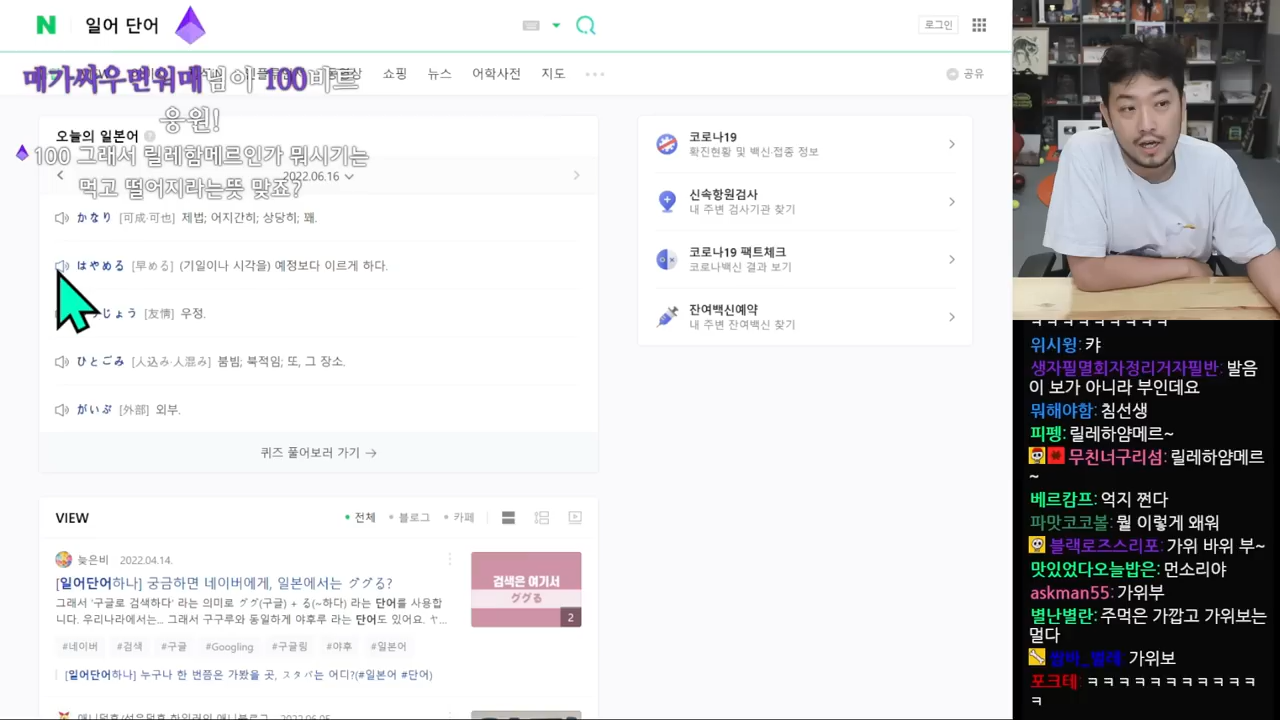 N 일어 단어
로그인
쇼핑 뉴스 어학사전 지도
공유
매가싸우면위매님이 100비트
응원!
100 그래서 릴레함메르인가 뭐시기는
먹고 떨어지라는뜻 맞죠?
오늘의 일본어
2022.06.16
かなり [可成·可也] 제법; 어지간히; 상당히; 꽤.
はやめる [早める] (기일이나 시각을) 예정보다 이르게 하다.
じょう [友情] 우정.
ひとごみ [人込み·人混み] 붐빔; 북적임; 또, 그 장소.
がいぶ [外部] 외부.
퀴즈 풀어보러 가기 →
코로나19
확진현황 및 백신·접종 정보
신속항원검사
내 주변 검사기관 찾기
코로나19 팩트체크
코로나백신 결과 보기
잔여백신예약
내 주변 잔여백신 찾기
VIEW
전체 블로그 카페
늦은비 2022.04.14.
[일어단어하나] 궁금하면 네이버에게, 일본에서는 ググる?
그래서 '구글로 검색하다' 라는 의미로 ググ(구글) + る(~하다) 라는 단어를 사용합
니다. 우리나라에서는... 그래서 구구루와 동일하게 야후루 라는 단어도 있어요. ヤ...
#네이버 #검색 #구글 #Googling #구글링 #야후 #일본어
[일어단어하나] 누구나 한 번쯤은 가봤을 곳, スタバ는 어디?(#일본어 #단어)
검색은 여기서
ググる
2
ㅋㅋㅋㅋㅋㅋㅋㅋㅋㅋ
위시윙: 캬
생자필멸회자정리거자필반: 발음
이 보가 아니라 부인데요
뭐해야함: 침선생
피펭: 릴레하얌메르~
무친너구리섬: 릴레하얌메르
~
베르캄프: 억지 쩐다
파맛코코볼: 뭘 이렇게 왜워
블랙로즈스리포: 가위 바위 부~
맛있었다오늘밥은: 먼소리야
askman55: 가위부
별난별란: 주먹은 가깝고 가위보는
멀다
가위보
포크테: ㅋㅋㅋㅋㅋㅋㅋㅋㅋㅋㅋ
ㅋ